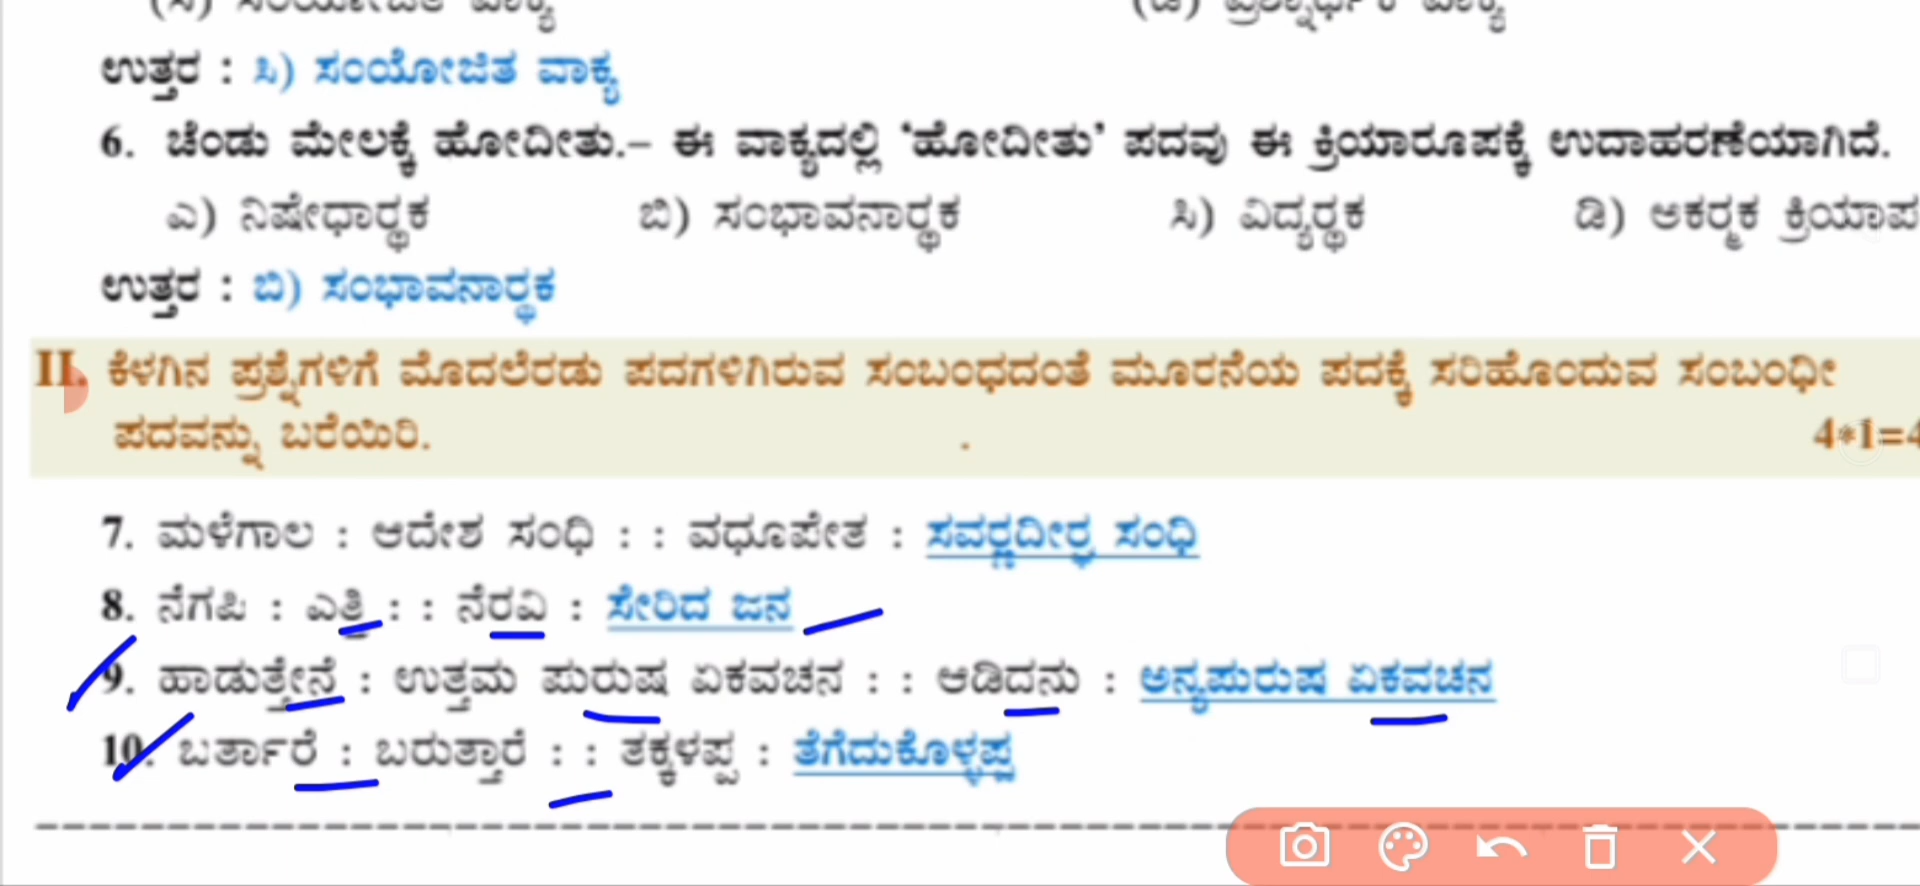 (ಸಿ) ಸಂಯೋಜಿತ ವಾಕ್ಯ (ಡಿ) ಪ್ರಶ್ನಾರ್ಥಕ ವಾಕ್ಯ
ಉತ್ತರ : ಸಿ) ಸಂಯೋಜಿತ ವಾಕ್ಯ
6. ಚೆಂಡು ಮೇಲಕ್ಕೆ ಹೋದೀತು.– ಈ ವಾಕ್ಯದಲ್ಲಿ ‘ಹೋದೀತು’ ಪದವು ಈ ಕ್ರಿಯಾರೂಪಕ್ಕೆ ಉದಾಹರಣೆಯಾಗಿದೆ.
ಎ) ನಿಷೇಧಾರ‍್ಥಕ ಬಿ) ಸಂಭಾವನಾರ‍್ಥಕ ಸಿ) ವಿದ್ಯರ‍್ಥಕ ಡಿ) ಅಕರ‍್ಮಕ ಕ್ರಿಯಾಪ
ಉತ್ತರ : ಬಿ) ಸಂಭಾವನಾರ‍್ಥಕ
II. ಕೆಳಗಿನ ಪ್ರಶ್ನೆಗಳಿಗೆ ಮೊದಲೆರಡು ಪದಗಳಿಗಿರುವ ಸಂಬಂಧದಂತೆ ಮೂರನೆಯ ಪದಕ್ಕೆ ಸರಿಹೊಂದುವ ಸಂಬಂಧೀ
ಪದವನ್ನು ಬರೆಯಿರಿ. . 4*1=4
7. ಮಳೆಗಾಲ : ಆದೇಶ ಸಂಧಿ : : ವಧೂಪೇತ : ಸವರ‍್ಣದೀರ‍್ಘ ಸಂಧಿ
8. ನೆಗಪಿ : ಎತ್ತಿ : : ನೆರವಿ : ಸೇರಿದ ಜನ
9. ಹಾಡುತ್ತೇನೆ : ಉತ್ತಮ ಪುರುಷ ಏಕವಚನ : : ಆಡಿದನು : ಅನ್ಯಪುರುಷ ಏಕವಚನ
10. ಬರ್ತಾರೆ : ಬರುತ್ತಾರೆ : : ತಕ್ಕಳಪ್ಪ : ತೆಗೆದುಕೊಳ್ಳಪ್ಪ